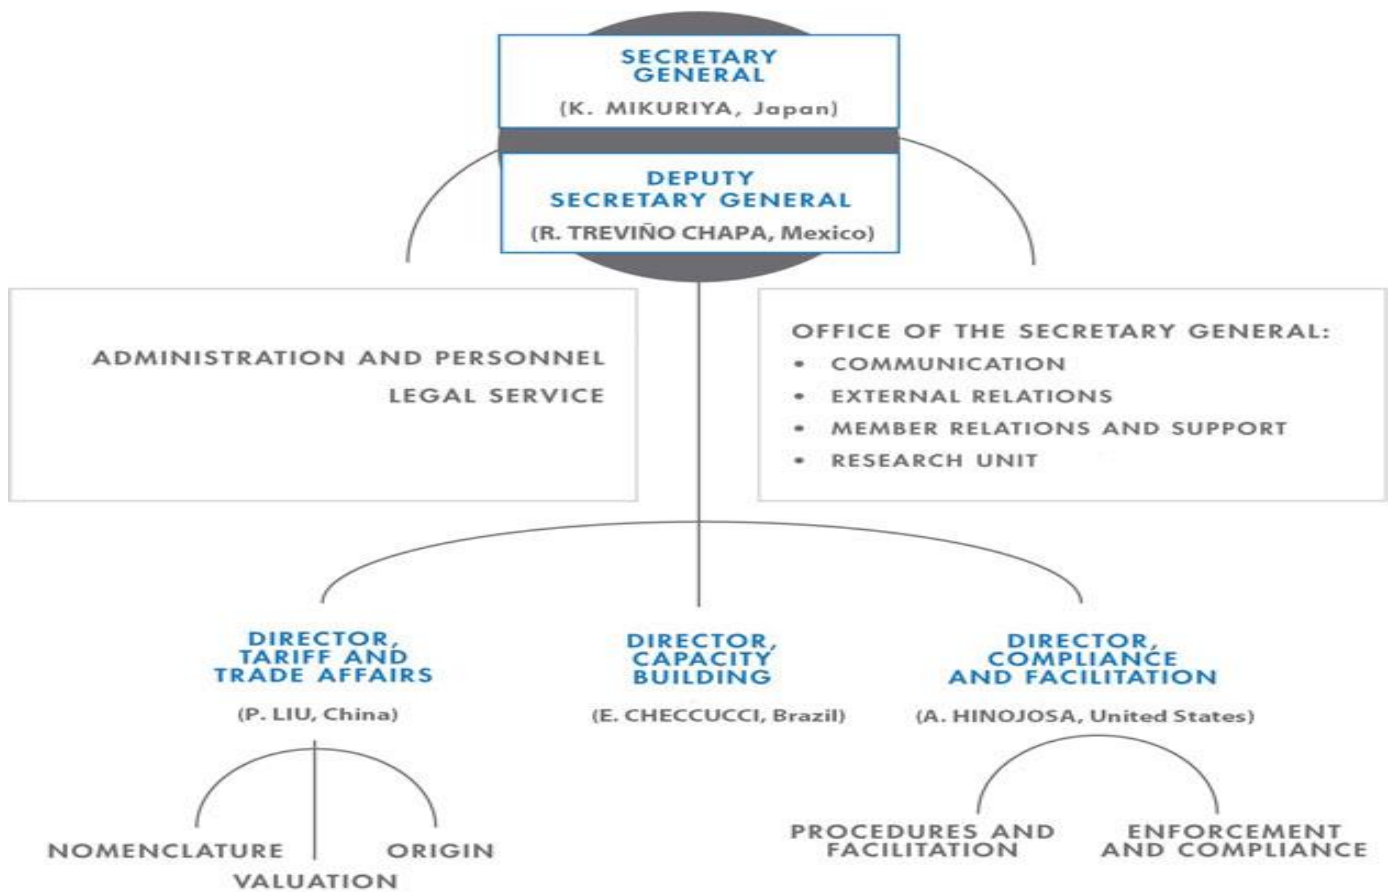 SECRETARY
GENERAL
(K. MIKURIYA, Japan)
DEPUTY
SECRETARY GENERAL
(R. TREVIÑO CHAPA, Mexico)
ADMINISTRATION AND PERSONNEL
LEGAL SERVICE
OFFICE OF THE SECRETARY GENERAL:
• COMMUNICATION
• EXTERNAL RELATIONS
• MEMBER RELATIONS AND SUPPORT
• RESEARCH UNIT
DIRECTOR,
TARIFF AND
TRADE AFFAIRS
(P. LIU, China)
DIRECTOR,
CAPACITY
BUILDING
(E. CHECCUCCI, Brazil)
DIRECTOR,
COMPLIANCE
AND FACILITATION
(A. HINOJOSA, United States)
NOMENCLATURE
VALUATION
ORIGIN
PROCEDURES AND
FACILITATION
ENFORCEMENT
AND COMPLIANCE